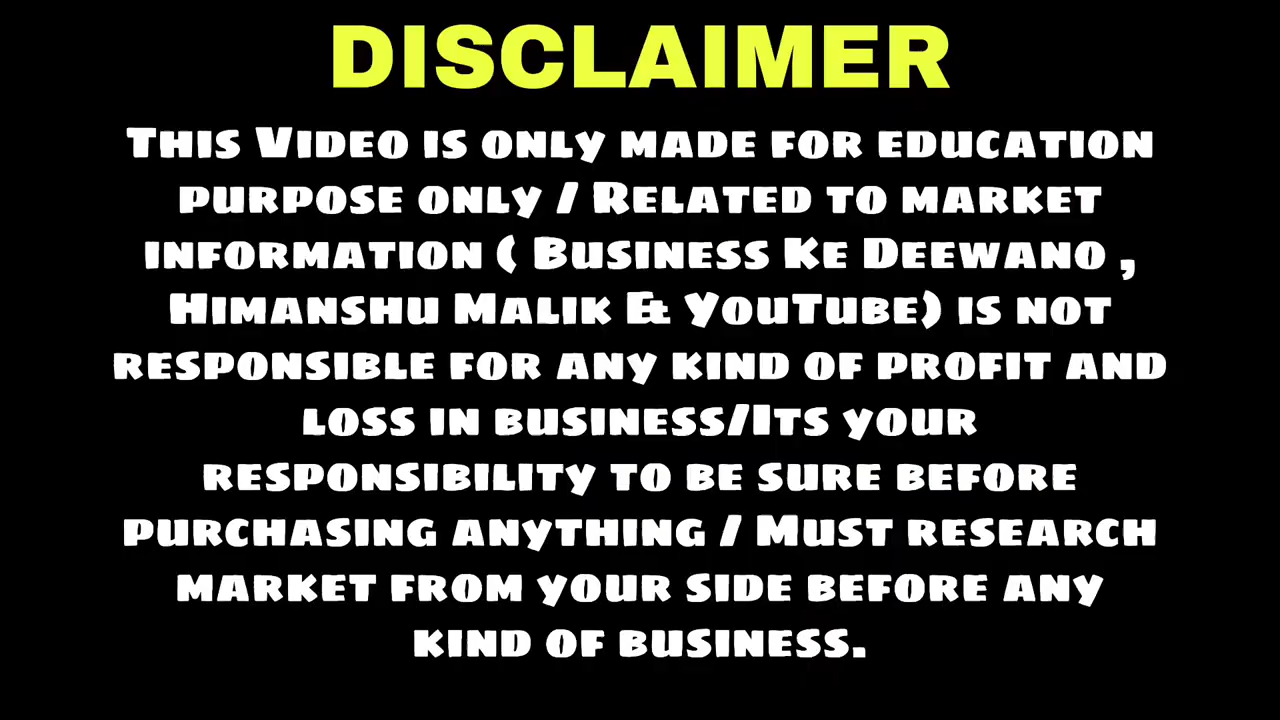 DISCLAIMER
This Video is only made for education
purpose only / Related to market
information ( Business Ke Deewano ,
Himanshu Malik & YouTube) is not
responsible for any kind of profit and
loss in business/Its your
responsibility to be sure before
purchasing anything / Must research
market from your side before any
kind of business.